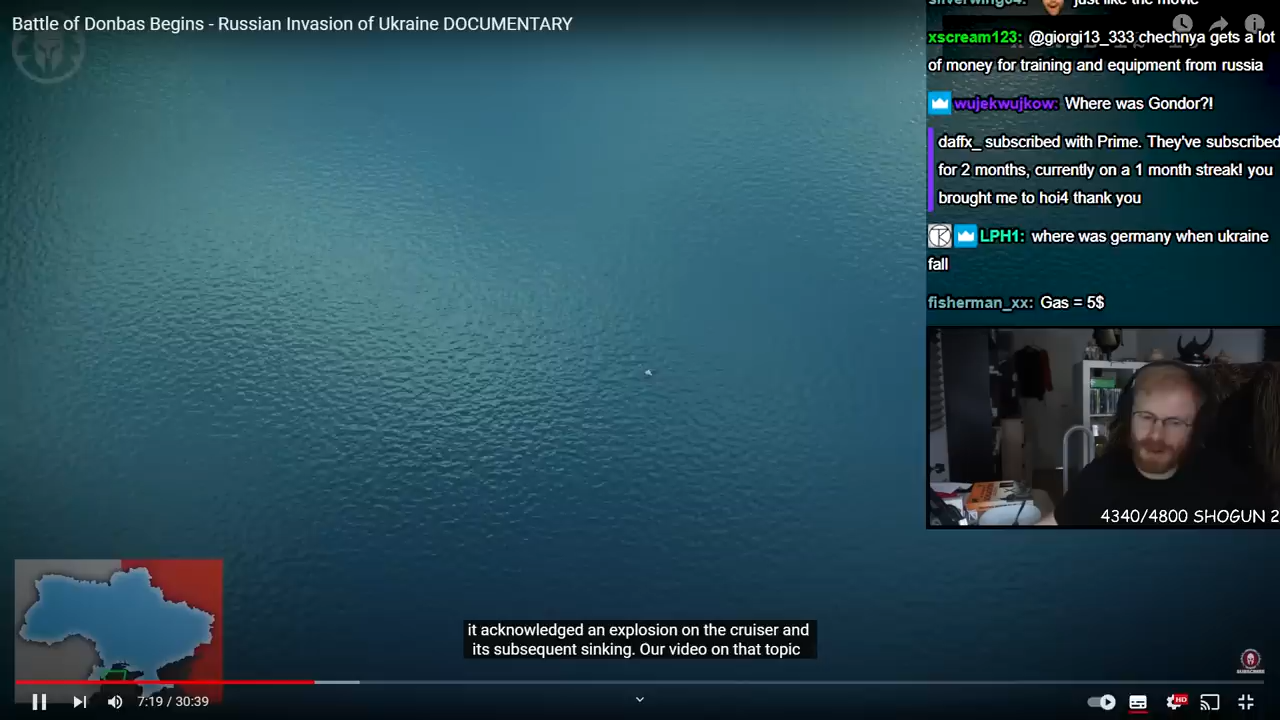 Battle of Donbas Begins - Russian Invasion of Ukraine DOCUMENTARY
just like the movie
xscream123: @giorgi13_333 chechnya gets a lot
of money for training and equipment from russia
wujekwujkow: Where was Gondor?!
daffx_ subscribed with Prime. They've subscribed
for 2 months, currently on a 1 month streak! you
brought me to hoi4 thank you
LPH1: where was germany when ukraine
fall
fisherman_xx: Gas = 5$
4340/4800 SHOGUN 2
it acknowledged an explosion on the cruiser and
its subsequent sinking. Our video on that topic
SUBSCRIBE
7:19 / 30:39
HD